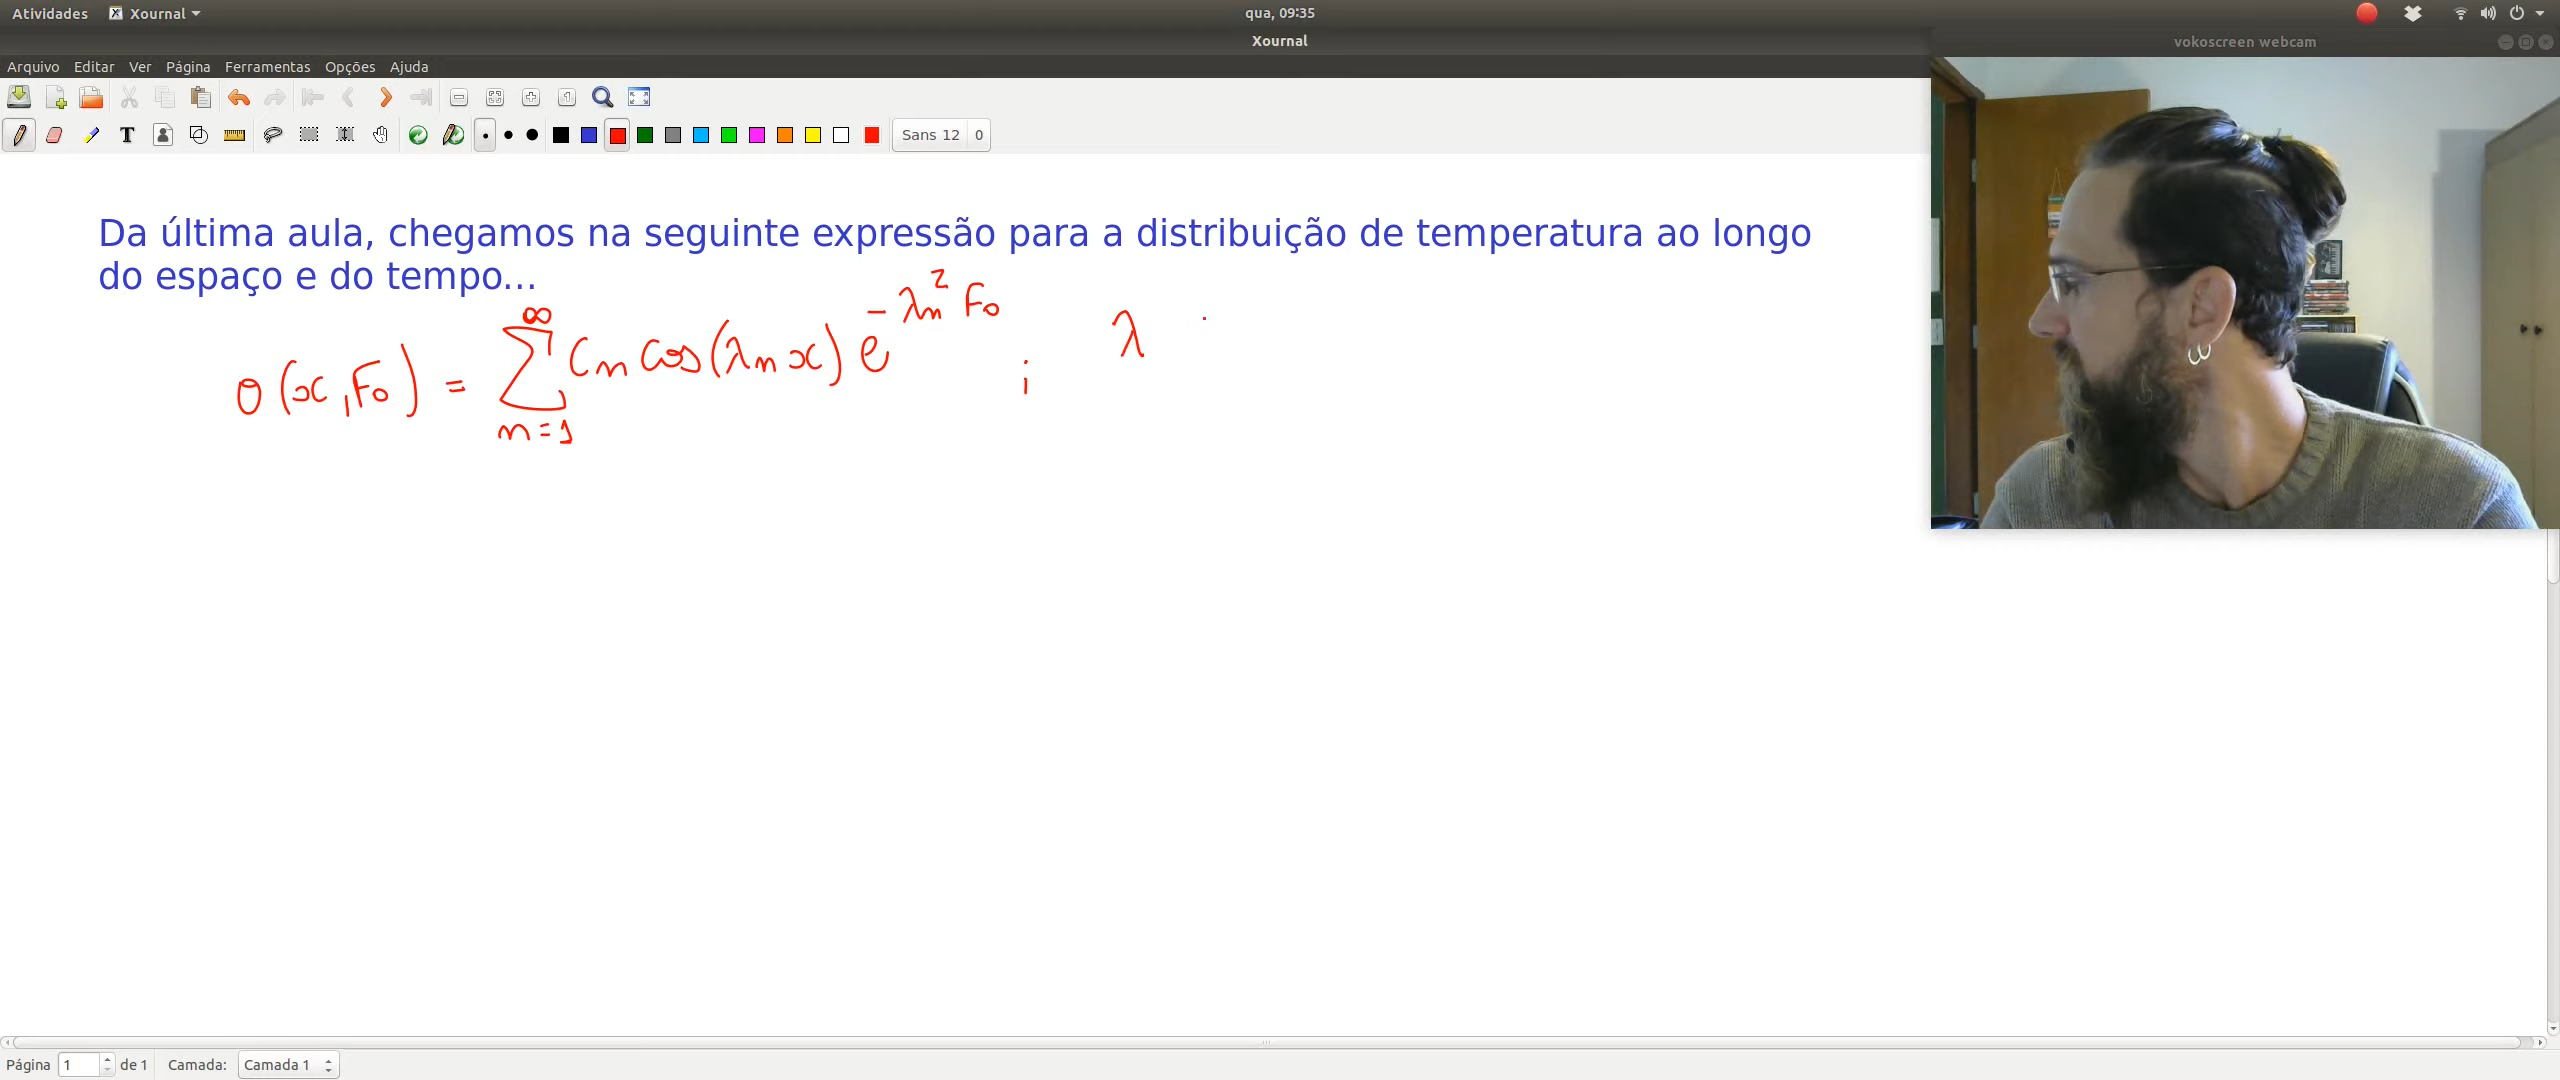 Atividades Xournal qua, 09:35
Xournal
vokoscreen webcam
Arquivo Editar Ver Página Ferramentas Opções Ajuda
T Sans 12 0
Da última aula, chegamos na seguinte expressão para a distribuição de temperatura ao longo
do espaço e do tempo...
θ(x,Fo) = ∑_{n=1}^{∞} Cn cos(λn x) e^{-λn² Fo} ; λ
Página 1 de 1 Camada: Camada 1